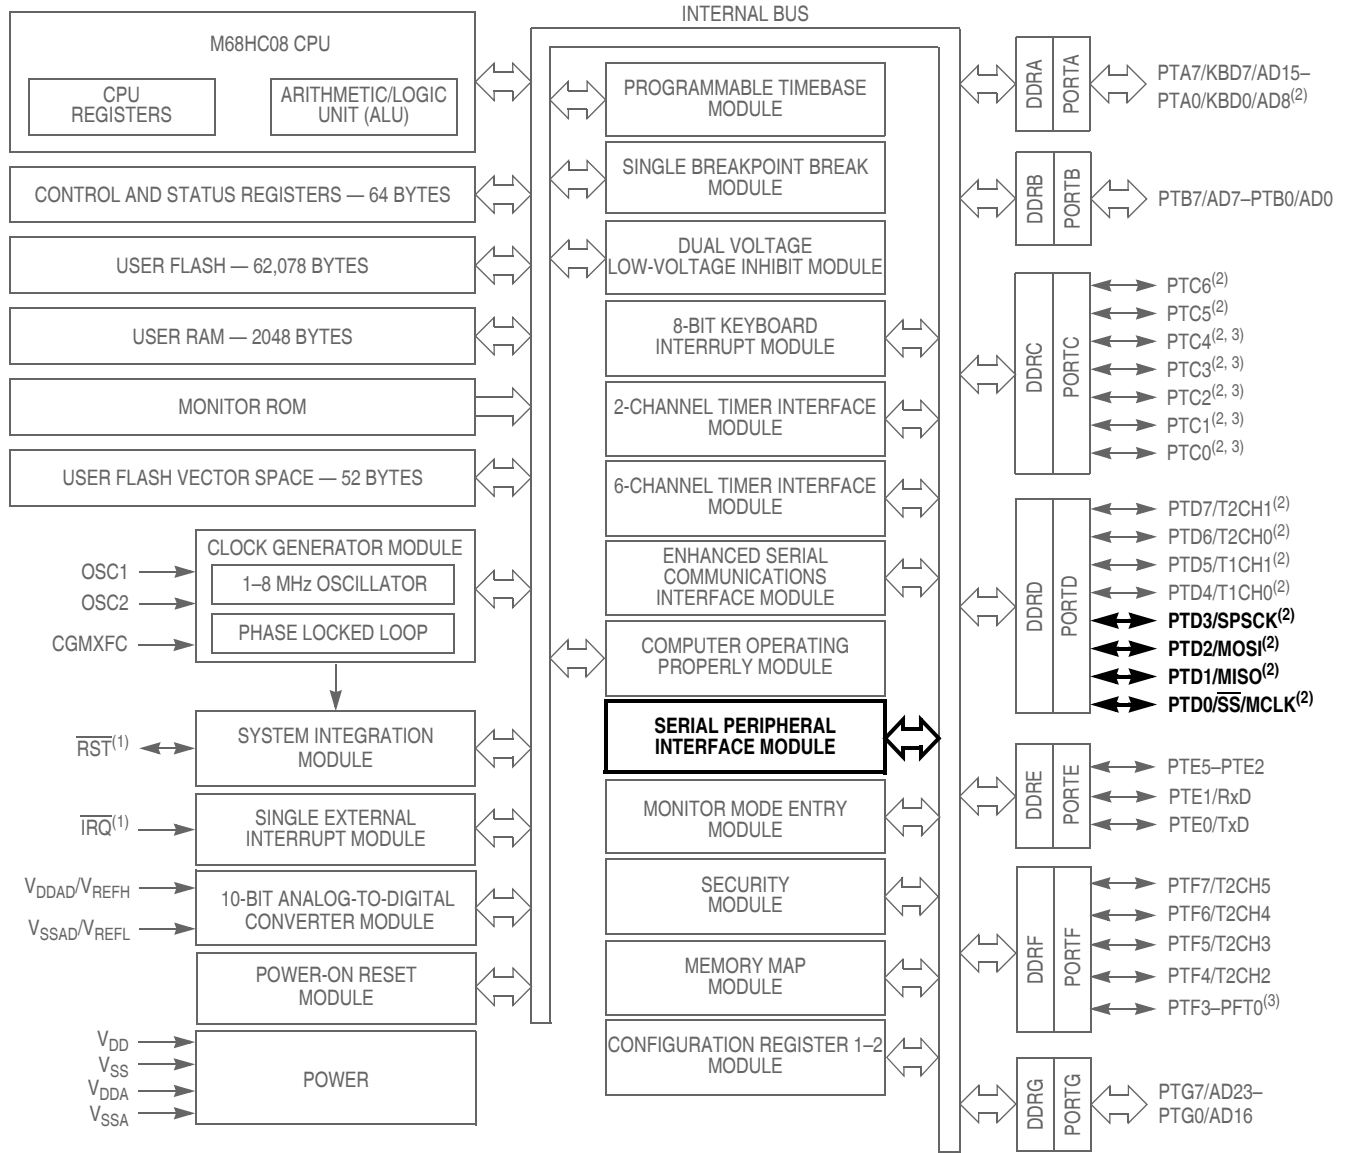 INTERNAL BUS
M68HC08 CPU
CPU
REGISTERS
ARITHMETIC/LOGIC
UNIT (ALU)
CONTROL AND STATUS REGISTERS — 64 BYTES
USER FLASH — 62,078 BYTES
USER RAM — 2048 BYTES
MONITOR ROM
USER FLASH VECTOR SPACE — 52 BYTES
OSC1
OSC2
CGMXFC
CLOCK GENERATOR MODULE
1–8 MHz OSCILLATOR
PHASE LOCKED LOOP
RST(1)
SYSTEM INTEGRATION
MODULE
IRQ(1)
SINGLE EXTERNAL
INTERRUPT MODULE
VDDAD/VREFH
VSSAD/VREFL
10-BIT ANALOG-TO-DIGITAL
CONVERTER MODULE
POWER-ON RESET
MODULE
VDD
VSS
VDDA
VSSA
POWER
PROGRAMMABLE TIMEBASE
MODULE
SINGLE BREAKPOINT BREAK
MODULE
DUAL VOLTAGE
LOW-VOLTAGE INHIBIT MODULE
8-BIT KEYBOARD
INTERRUPT MODULE
2-CHANNEL TIMER INTERFACE
MODULE
6-CHANNEL TIMER INTERFACE
MODULE
ENHANCED SERIAL
COMMUNICATIONS
INTERFACE MODULE
COMPUTER OPERATING
PROPERLY MODULE
SERIAL PERIPHERAL
INTERFACE MODULE
MONITOR MODE ENTRY
MODULE
SECURITY
MODULE
MEMORY MAP
MODULE
CONFIGURATION REGISTER 1–2
MODULE
DDRA
PORTA
PTA7/KBD7/AD15–
PTA0/KBD0/AD8(2)
DDRB
PORTB
PTB7/AD7–PTB0/AD0
DDRC
PORTC
PTC6(2)
PTC5(2)
PTC4(2, 3)
PTC3(2, 3)
PTC2(2, 3)
PTC1(2, 3)
PTC0(2, 3)
DDRD
PORTD
PTD7/T2CH1(2)
PTD6/T2CH0(2)
PTD5/T1CH1(2)
PTD4/T1CH0(2)
PTD3/SPSCK(2)
PTD2/MOSI(2)
PTD1/MISO(2)
PTD0/SS/MCLK(2)
DDRE
PORTE
PTE5–PTE2
PTE1/RxD
PTE0/TxD
DDRF
PORTF
PTF7/T2CH5
PTF6/T2CH4
PTF5/T2CH3
PTF4/T2CH2
PTF3–PFT0(3)
DDRG
PORTG
PTG7/AD23–
PTG0/AD16